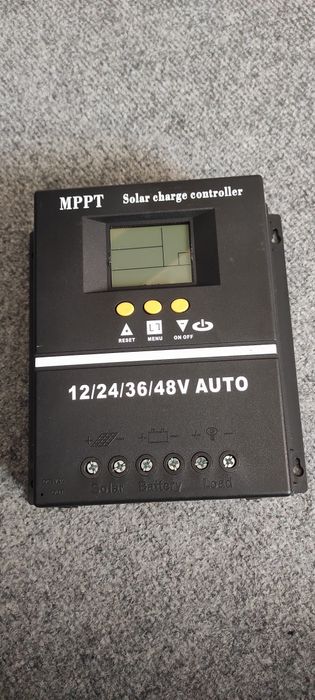 MPPT Solar charge controller
RESET MENU ON OFF
12/24/36/48V AUTO
+ - + - + -
Solar Battery Load